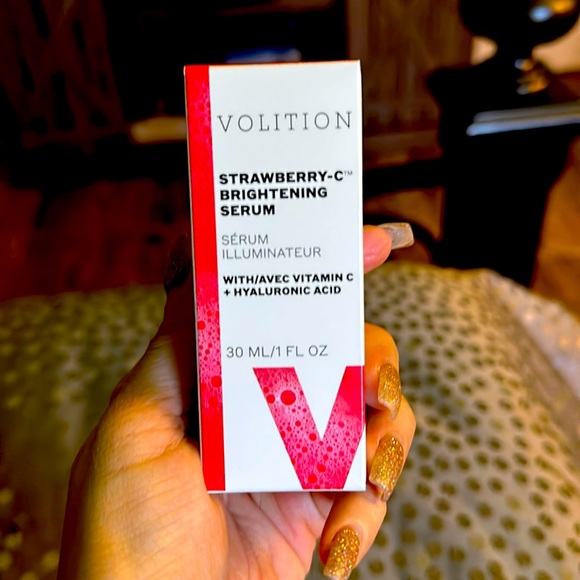 VOLITION
STRAWBERRY-C™
BRIGHTENING
SERUM
SÉRUM
ILLUMINATEUR
WITH/AVEC VITAMIN C
+ HYALURONIC ACID
30 ML/1 FL OZ
V